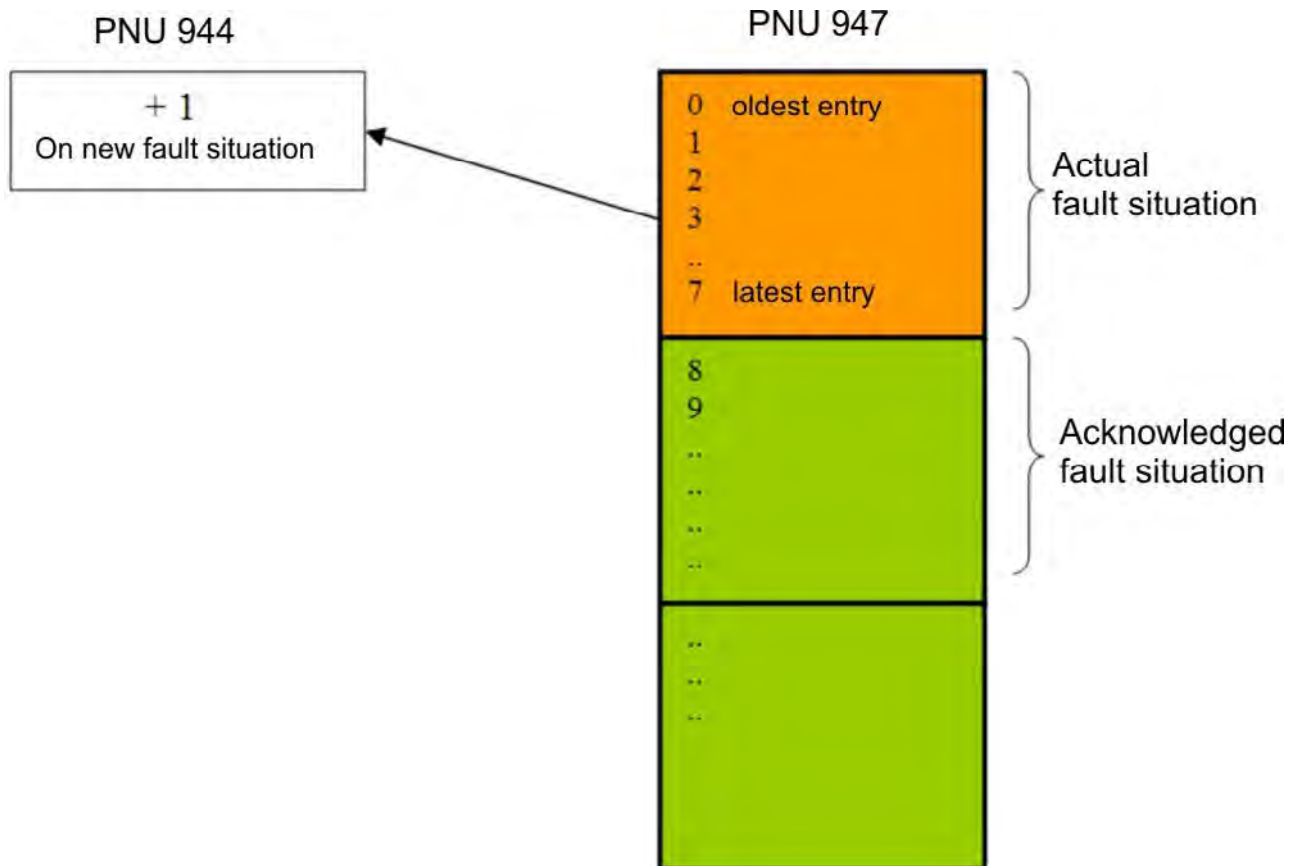 PNU 944
+ 1
On new fault situation
PNU 947
0 oldest entry
1
2
3
..
7 latest entry
Actual
fault situation
8
9
..
..
..
..
Acknowledged
fault situation
..
..
..